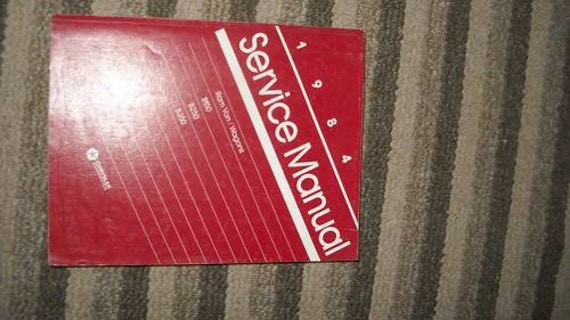 1984
Service Manual
Ram Van / Wagons
B150
B250
B350